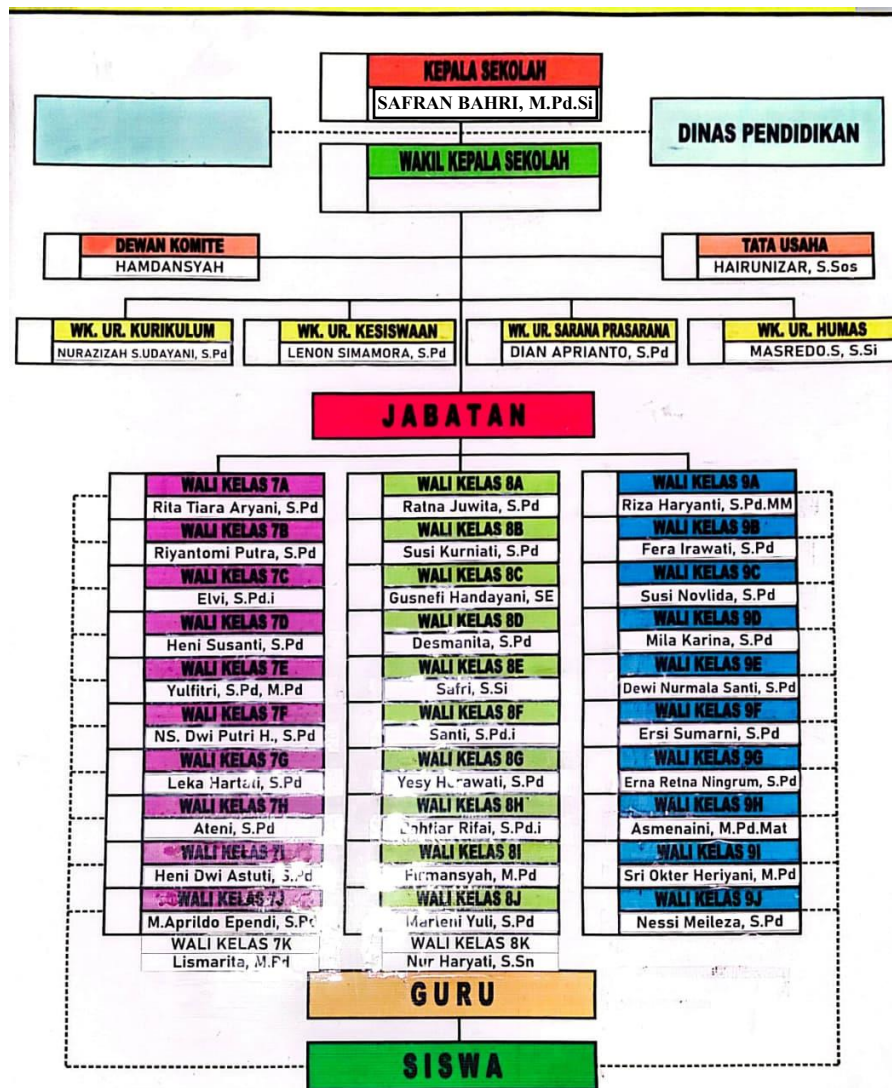 KEPALA SEKOLAH
SAFRAN BAHRI, M.Pd.Si
DINAS PENDIDIKAN
WAKIL KEPALA SEKOLAH
DEWAN KOMITE
HAMDANSYAH
TATA USAHA
HAIRUNIZAR, S.Sos
WK. UR. KURIKULUM
NURAZIZAH S.UDAYANI, S.Pd
WK. UR. KESISWAAN
LENON SIMAMORA, S.Pd
WK. UR. SARANA PRASARANA
DIAN APRIANTO, S.Pd
WK. UR. HUMAS
MASREDO.S, S.Si
JABATAN
WALI KELAS 7A
Rita Tiara Aryani, S.Pd
WALI KELAS 7B
Riyantomi Putra, S.Pd
WALI KELAS 7C
Elvi, S.Pd.i
WALI KELAS 7D
Heni Susanti, S.Pd
WALI KELAS 7E
Yulfitri, S.Pd, M.Pd
WALI KELAS 7F
NS. Dwi Putri H., S.Pd
WALI KELAS 7G
Leka Hartati, S.Pd
WALI KELAS 7H
Ateni, S.Pd
WALI KELAS 7I
Heni Dwi Astuti, S.Pd
WALI KELAS 7J
M.Aprildo Ependi, S.Pd
WALI KELAS 7K
Lismarita, M.Pd
WALI KELAS 8A
Ratna Juwita, S.Pd
WALI KELAS 8B
Susi Kurniati, S.Pd
WALI KELAS 8C
Gusnefi Handayani, SE
WALI KELAS 8D
Desmanita, S.Pd
WALI KELAS 8E
Safri, S.Si
WALI KELAS 8F
Santi, S.Pd.i
WALI KELAS 8G
Yesy S.Pd
WALI KELAS 8H
Rifai, S.Pd.i
WALI KELAS 8I
Firmansyah, M.Pd
WALI KELAS 8J
Marleni Yuli, S.Pd
WALI KELAS 8K
Nur Haryati, S.Sn
WALI KELAS 9A
Riza Haryanti, S.Pd.MM
WALI KELAS 9B
Fera Irawati, S.Pd
WALI KELAS 9C
Susi Novlida, S.Pd
WALI KELAS 9D
Mila Karina, S.Pd
WALI KELAS 9E
Dewi Nurmala Santi, S.Pd
WALI KELAS 9F
Ersi Sumarni, S.Pd
WALI KELAS 9G
Erna Retna Ningrum, S.Pd
WALI KELAS 9H
Asmenaini, M.Pd.Mat
WALI KELAS 9I
Sri Okter Heriyani, M.Pd
WALI KELAS 9J
Nessi Meileza, S.Pd
GURU
SISWA